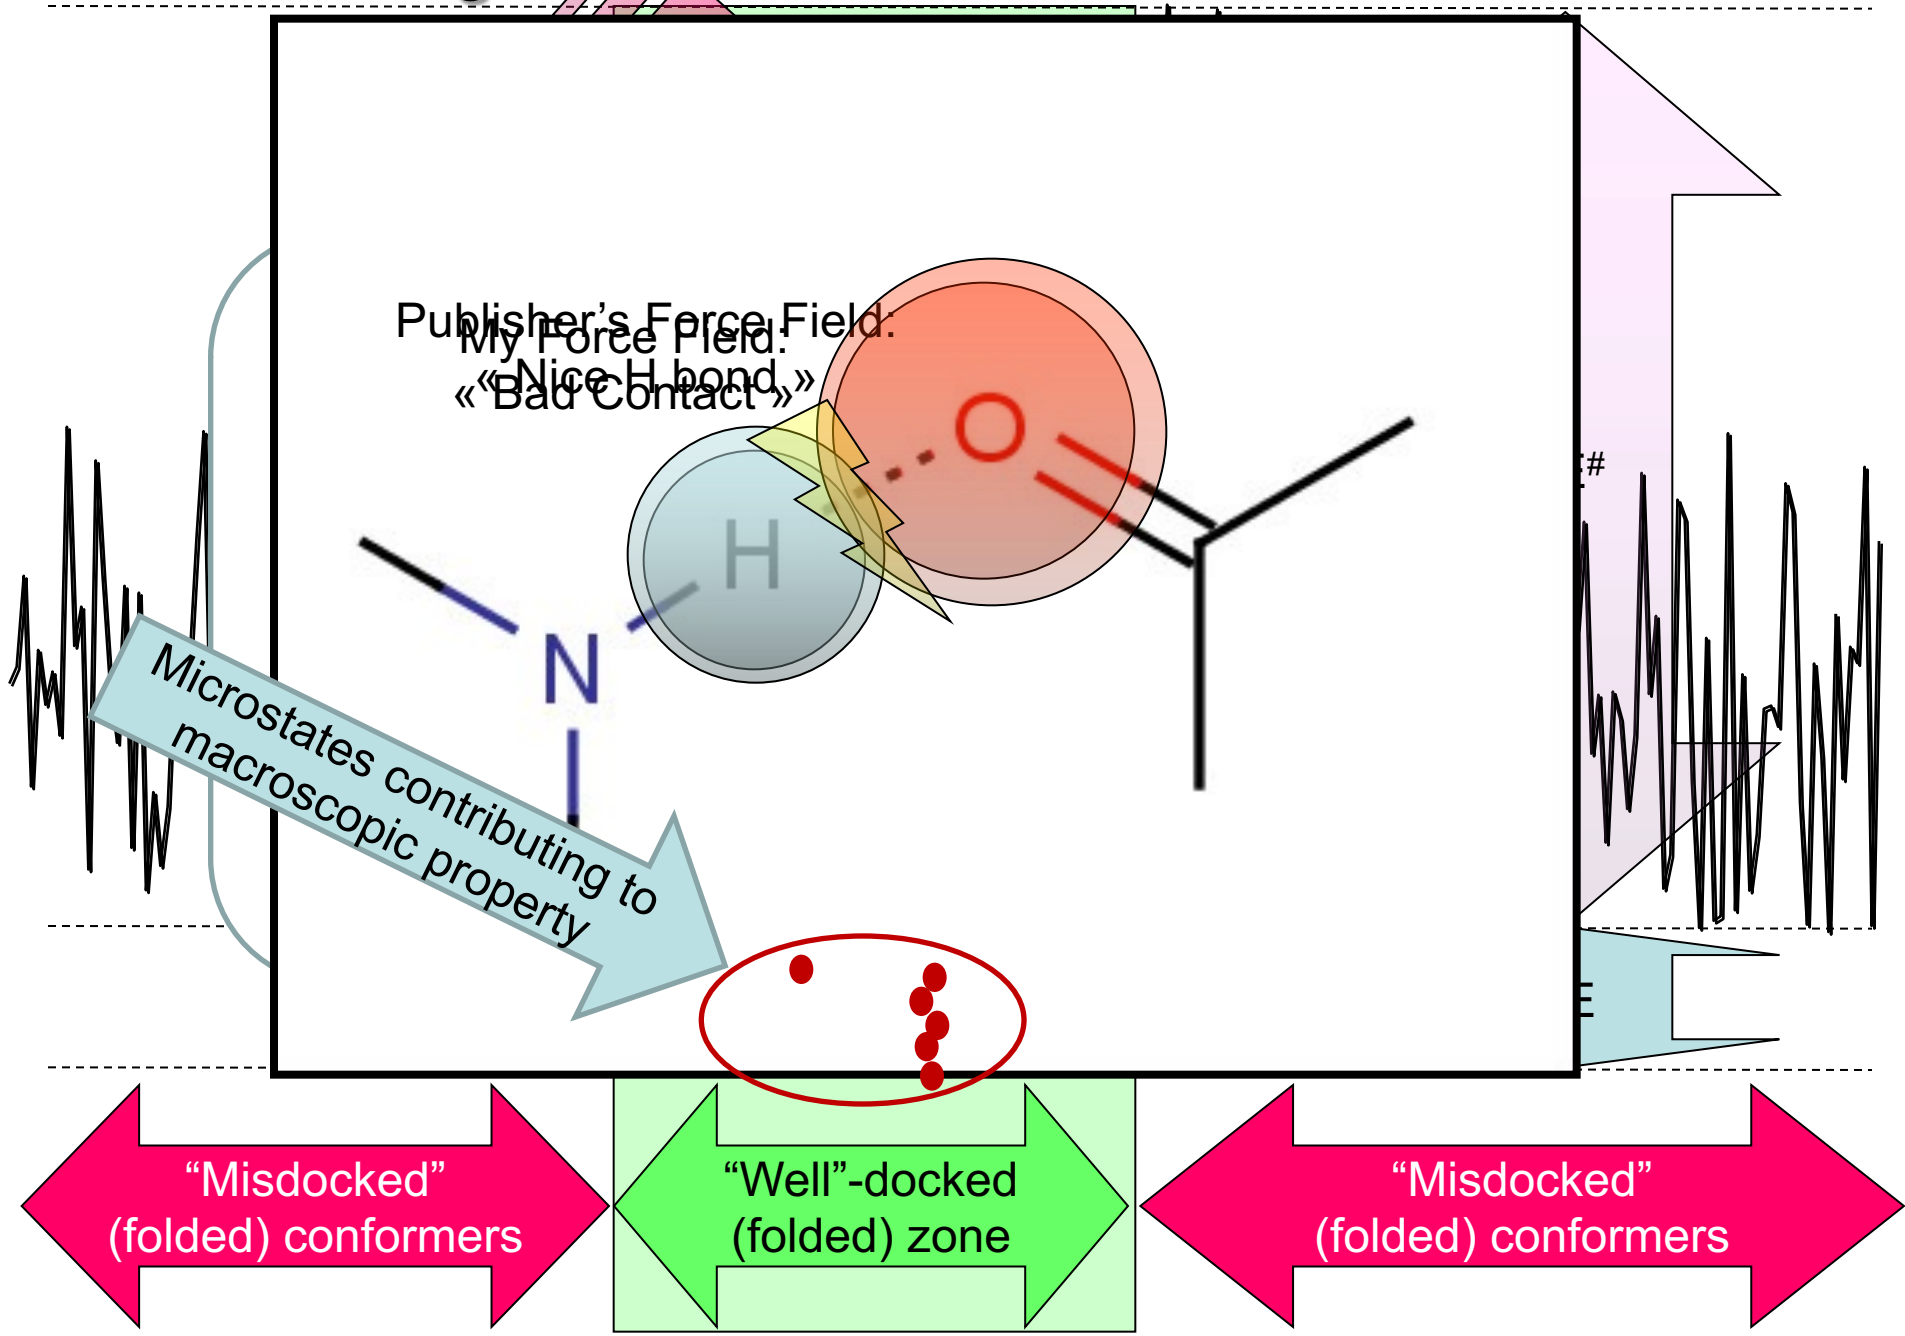 Publisher’s Force Field:
« Nice H bond »
My Force Field:
« Bad Contact »
O
H
N
E#
E
Microstates contributing to
macroscopic property
“Misdocked”
(folded) conformers
“Well”-docked
(folded) zone
“Misdocked”
(folded) conformers